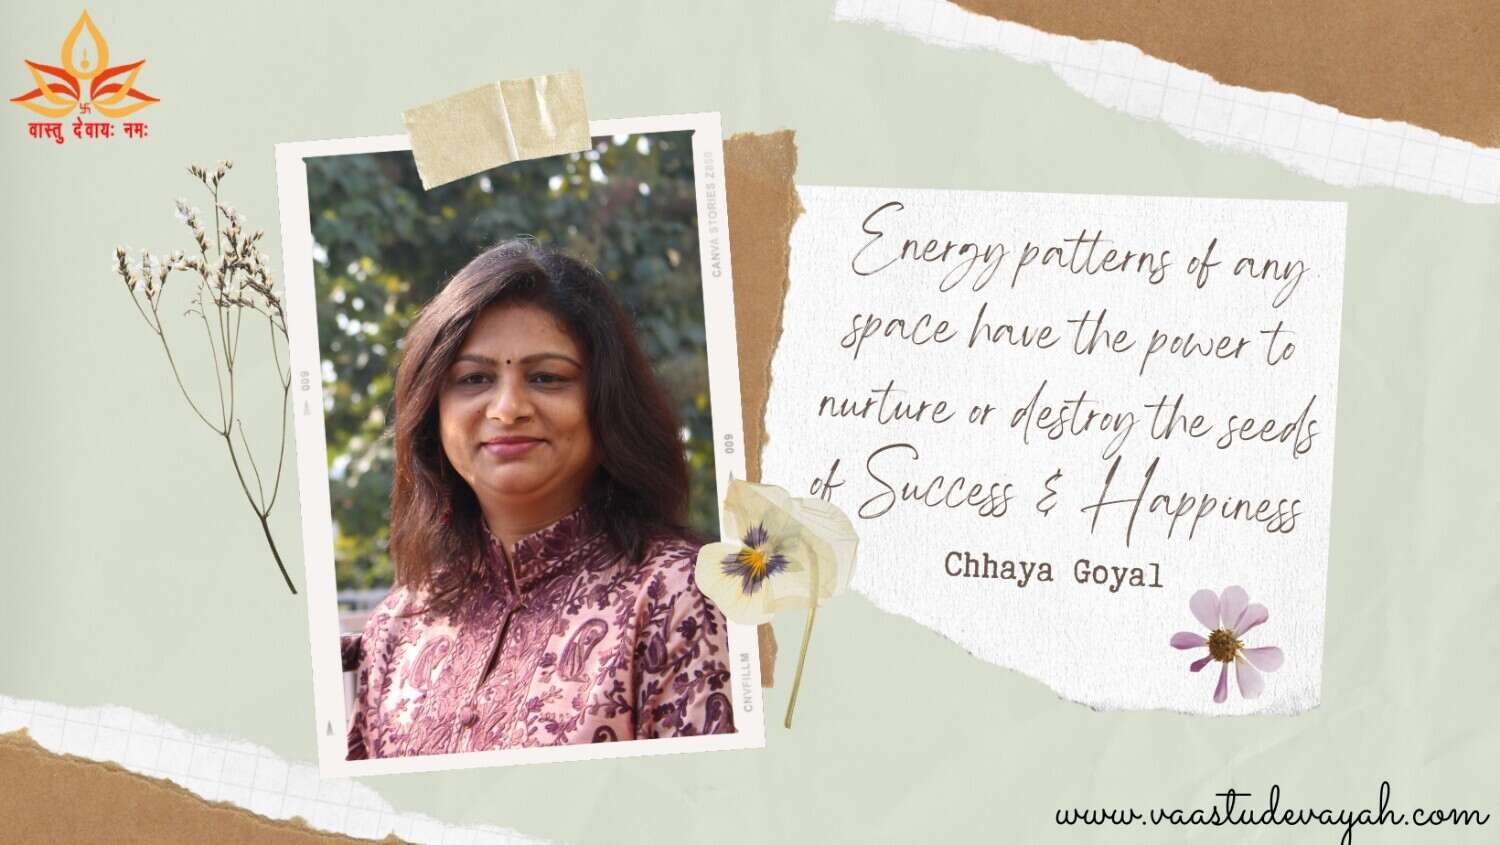 वास्तु देवायः नमः
CANVA STORIES Z850
009
009
CNVFILLM
Energy patterns of any
space have the power to
nurture or destroy the seeds
of Success & Happiness
Chhaya Goyal
www.vaastudevayah.com